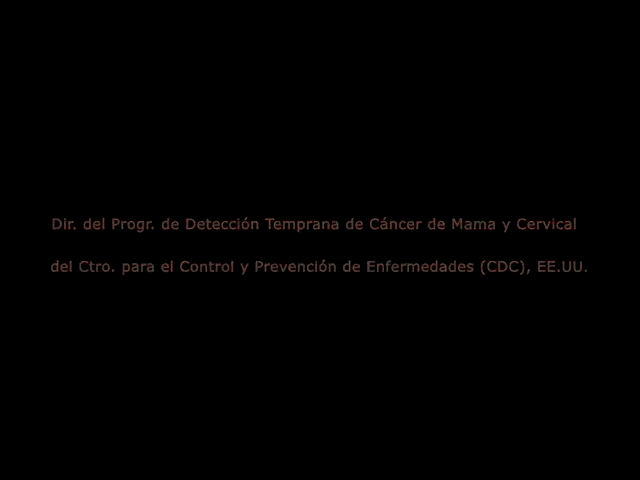 Dir. del Progr. de Detección Temprana de Cáncer de Mama y Cervical
del Ctro. para el Control y Prevención de Enfermedades (CDC), EE.UU.